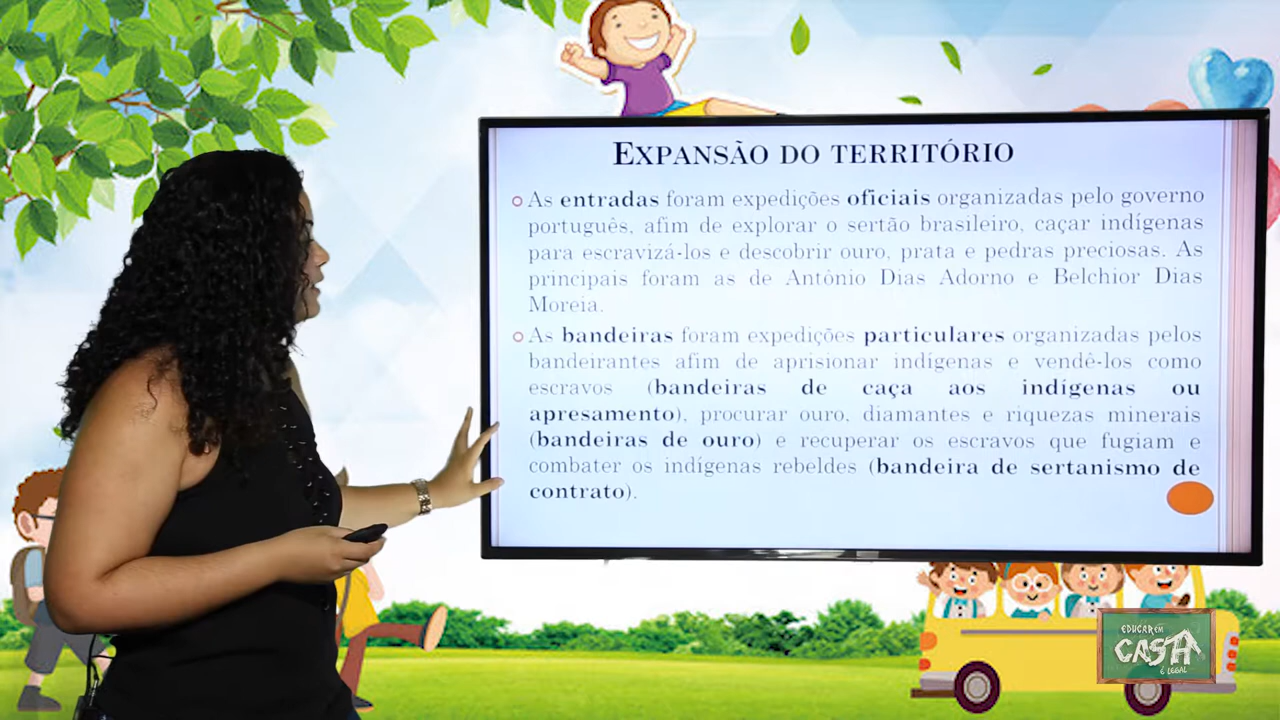 EXPANSÃO DO TERRITÓRIO
As entradas foram expedições oficiais organizadas pelo governo
português, afim de explorar o sertão brasileiro, caçar indígenas
para escravizá-los e descobrir ouro, prata e pedras preciosas. As
principais foram as de Antônio Dias Adorno e Belchior Dias
Moreia.
As bandeiras foram expedições particulares organizadas pelos
bandeirantes afim de aprisionar indígenas e vendê-los como
escravos (bandeiras de caça aos indígenas ou
apresamento), procurar ouro, diamantes e riquezas minerais
(bandeiras de ouro) e recuperar os escravos que fugiam e
combater os indígenas rebeldes (bandeira de sertanismo de
contrato).
EDUCAR EM
CASA
É LEGAL